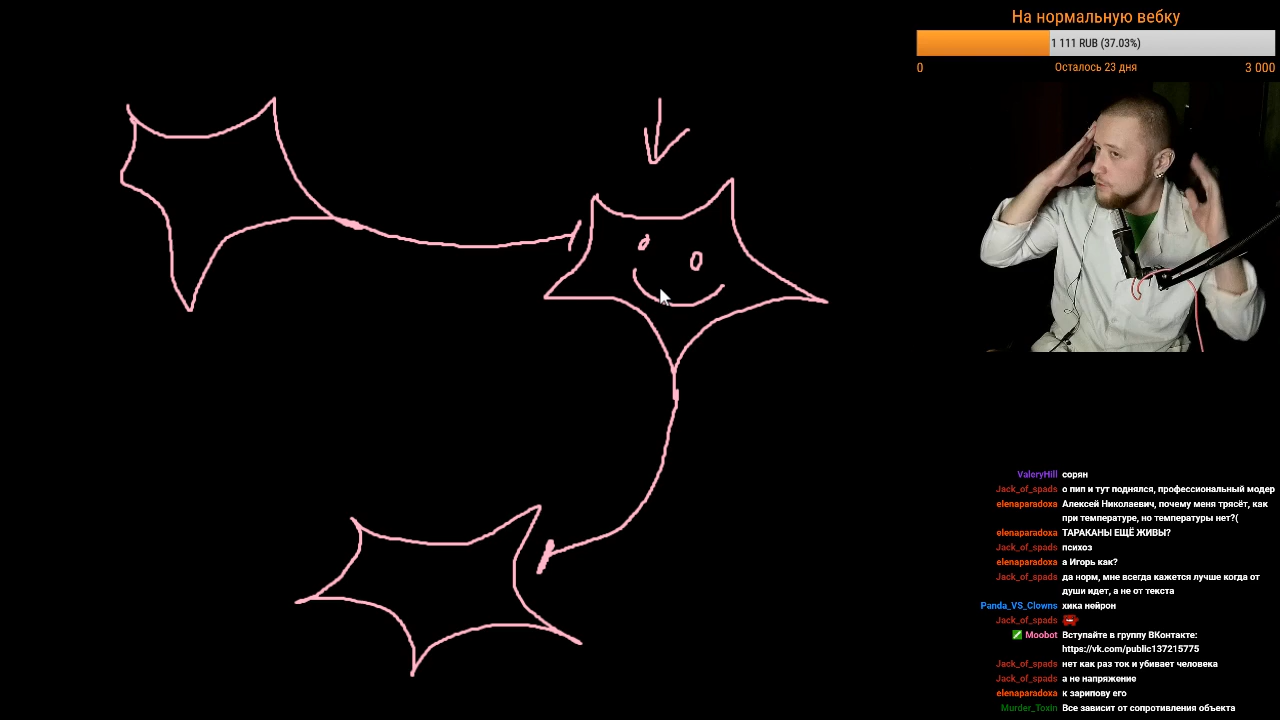 На нормальную вебку
1 111 RUB (37.03%)
0 Осталось 23 дня 3 000
ValeryHill сорян
Jack_of_spads о пип и тут поднялся, профессиональный модер
elenaparadoxa Алексей Николаевич, почему меня трясёт, как
при температуре, но температуры нет?(
elenaparadoxa ТАРАКАНЫ ЕЩЁ ЖИВЫ?
Jack_of_spads психоз
elenaparadoxa а Игорь как?
Jack_of_spads да норм, мне всегда кажется лучше когда от
души идет, а не от текста
Panda_VS_Clowns хика нейрон
Jack_of_spads
Moobot Вступайте в группу ВКонтакте:
https://vk.com/public137215775
Jack_of_spads нет как раз ток и убивает человека
Jack_of_spads а не напряжение
elenaparadoxa к зарипову его
Murder_Toxin Все зависит от сопротивления объекта